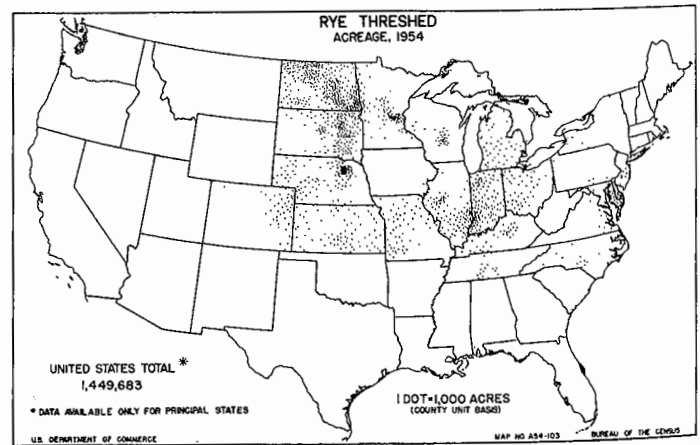 RYE THRESHED
ACREAGE, 1954
UNITED STATES TOTAL *
1,449,683
* DATA AVAILABLE ONLY FOR PRINCIPAL STATES
1 DOT=1,000 ACRES
(COUNTY UNIT BASIS)
U.S. DEPARTMENT OF COMMERCE
MAP NO. A54-103
BUREAU OF THE CENSUS